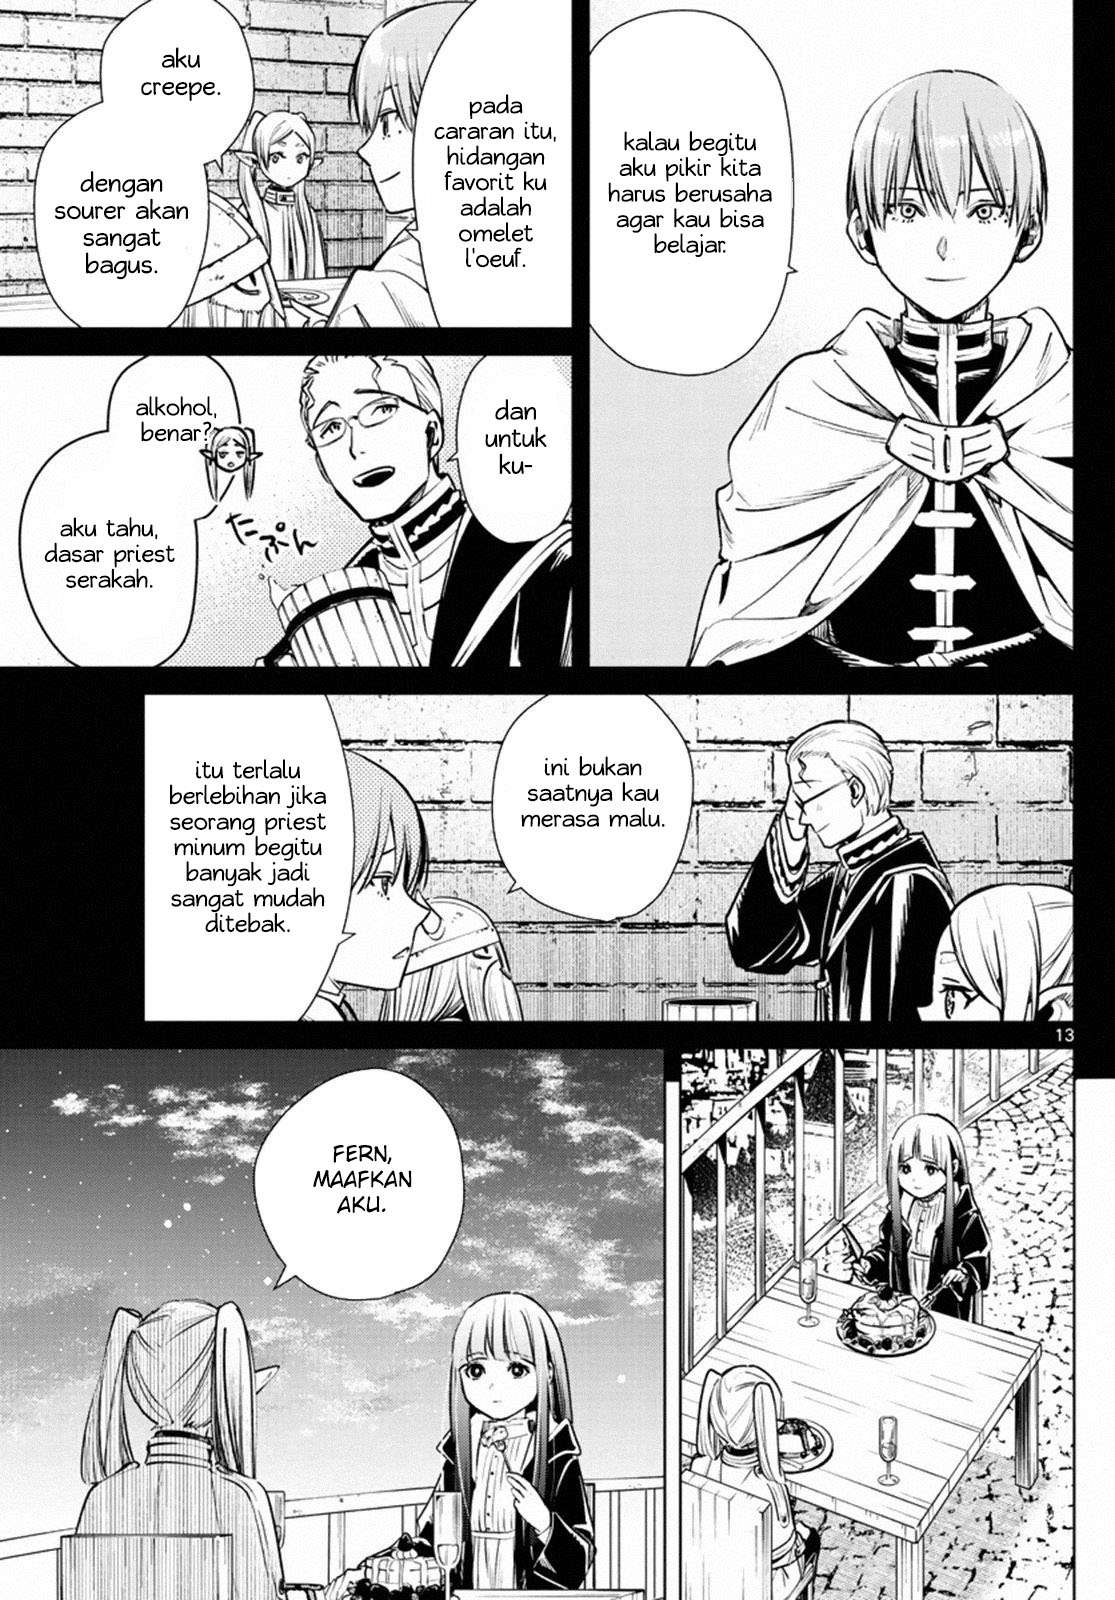 kalau begitu
aku pikir kita
harus berusaha
agar kau bisa
belajar.
pada
cararan itu,
hidangan
favorit ku
adalah
omelet
l'oeuf.
aku
creepe.
dengan
sourer akan
sangat
bagus.
dan
untuk
ku-
たぷん
alkohol,
benar?
aku tahu,
dasar priest
serakah.
ini bukan
saatnya kau
merasa malu.
itu terlalu
berlebihan jika
seorang priest
minum begitu
banyak jadi
sangat mudah
ditebak.
13
FERN,
MAAFKAN
AKU.